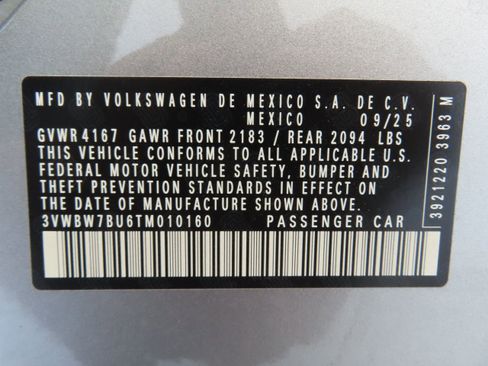 MFD BY VOLKSWAGEN DE MEXICO S.A. DE C.V.
MEXICO 09/25
GVWR 4167 GAWR FRONT 2183 / REAR 2094 LBS
THIS VEHICLE CONFORMS TO ALL APPLICABLE U.S.
FEDERAL MOTOR VEHICLE SAFETY, BUMPER AND
THEFT PREVENTION STANDARDS IN EFFECT ON
THE DATE OF MANUFACTURE SHOWN ABOVE.
3VWBW7BU6TM010160 PASSENGER CAR
3921220 3963 M